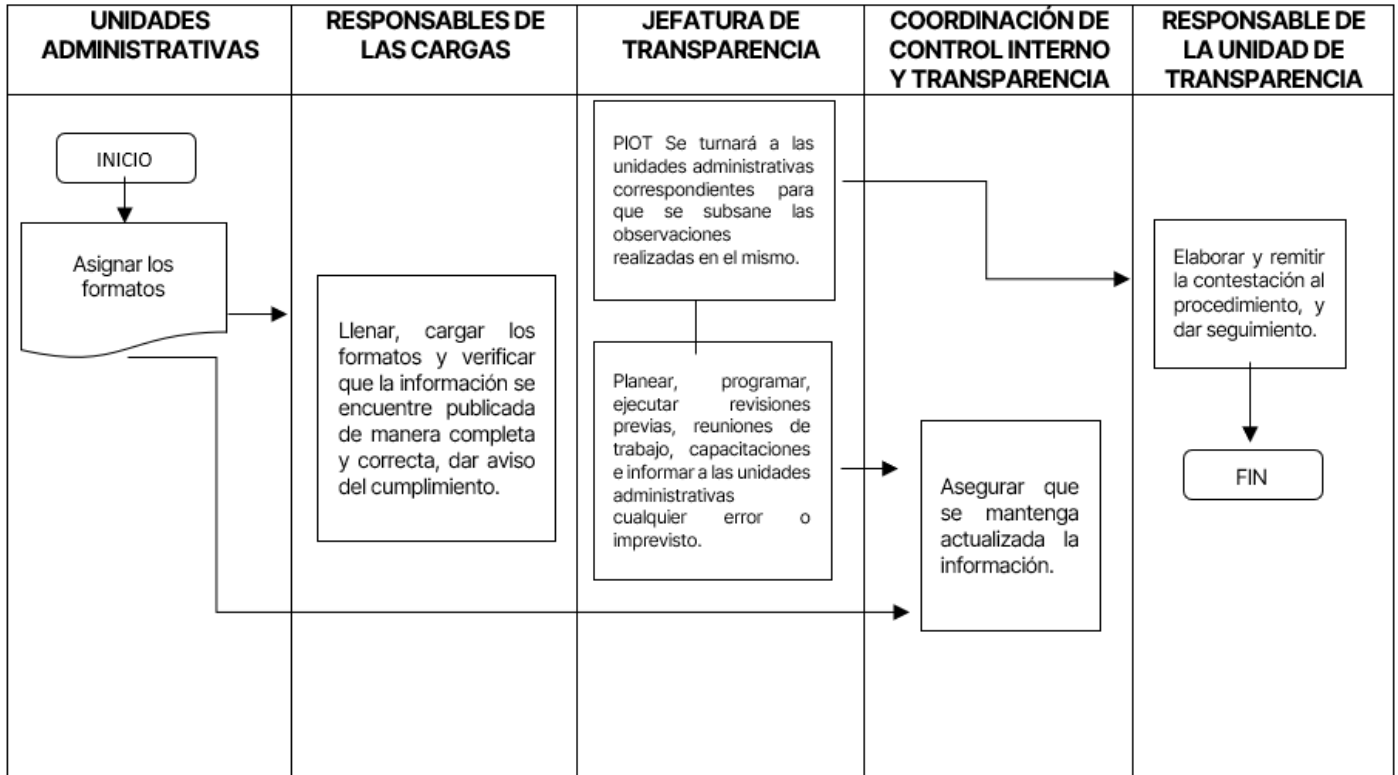 UNIDADES
ADMINISTRATIVAS
RESPONSABLES DE
LAS CARGAS
JEFATURA DE
TRANSPARENCIA
COORDINACIÓN DE
CONTROL INTERNO
Y TRANSPARENCIA
RESPONSABLE DE
LA UNIDAD DE
TRANSPARENCIA
INICIO
Asignar los
formatos
Llenar, cargar los
formatos y verificar
que la información se
encuentre publicada
de manera completa
y correcta, dar aviso
del cumplimiento.
PIOT Se turnará a las
unidades administrativas
correspondientes para
que se subsane las
observaciones
realizadas en el mismo.
Planear, programar,
ejecutar revisiones
previas, reuniones de
trabajo, capacitaciones
e informar a las unidades
administrativas
cualquier error o
imprevisto.
Asegurar que
se mantenga
actualizada la
información.
Elaborar y remitir
la contestación al
procedimiento, y
dar seguimiento.
FIN